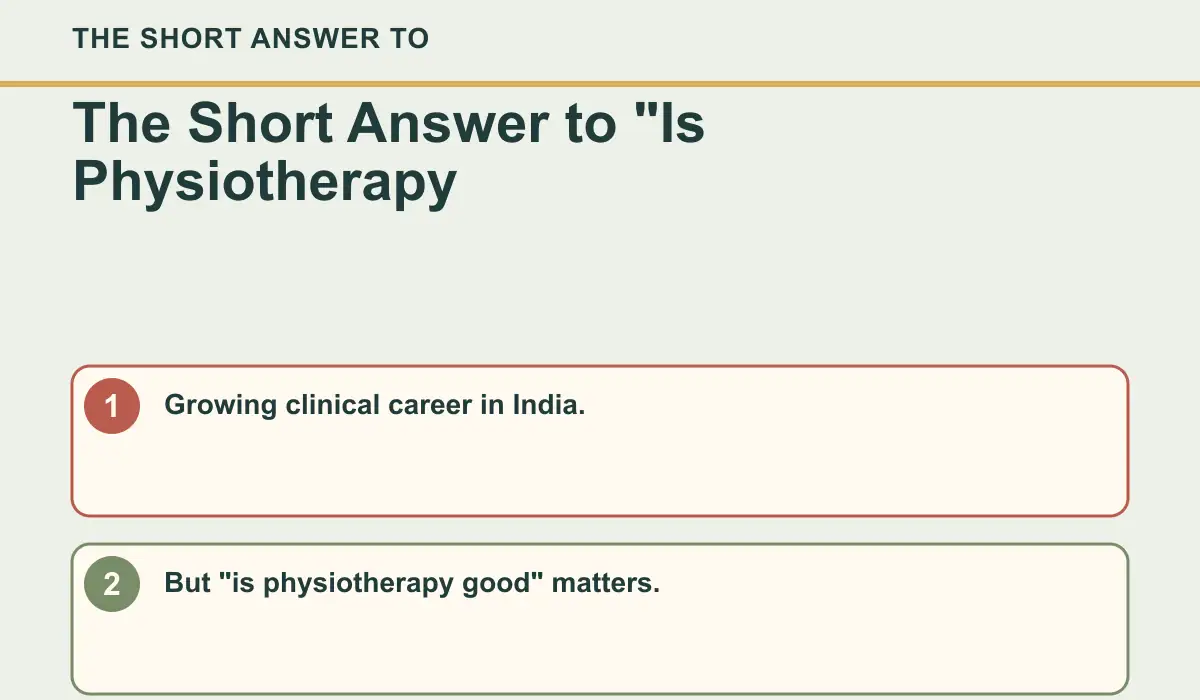 THE SHORT ANSWER TO
The Short Answer to "Is
Physiotherapy
1
Growing clinical career in India.
2
But "is physiotherapy good" matters.